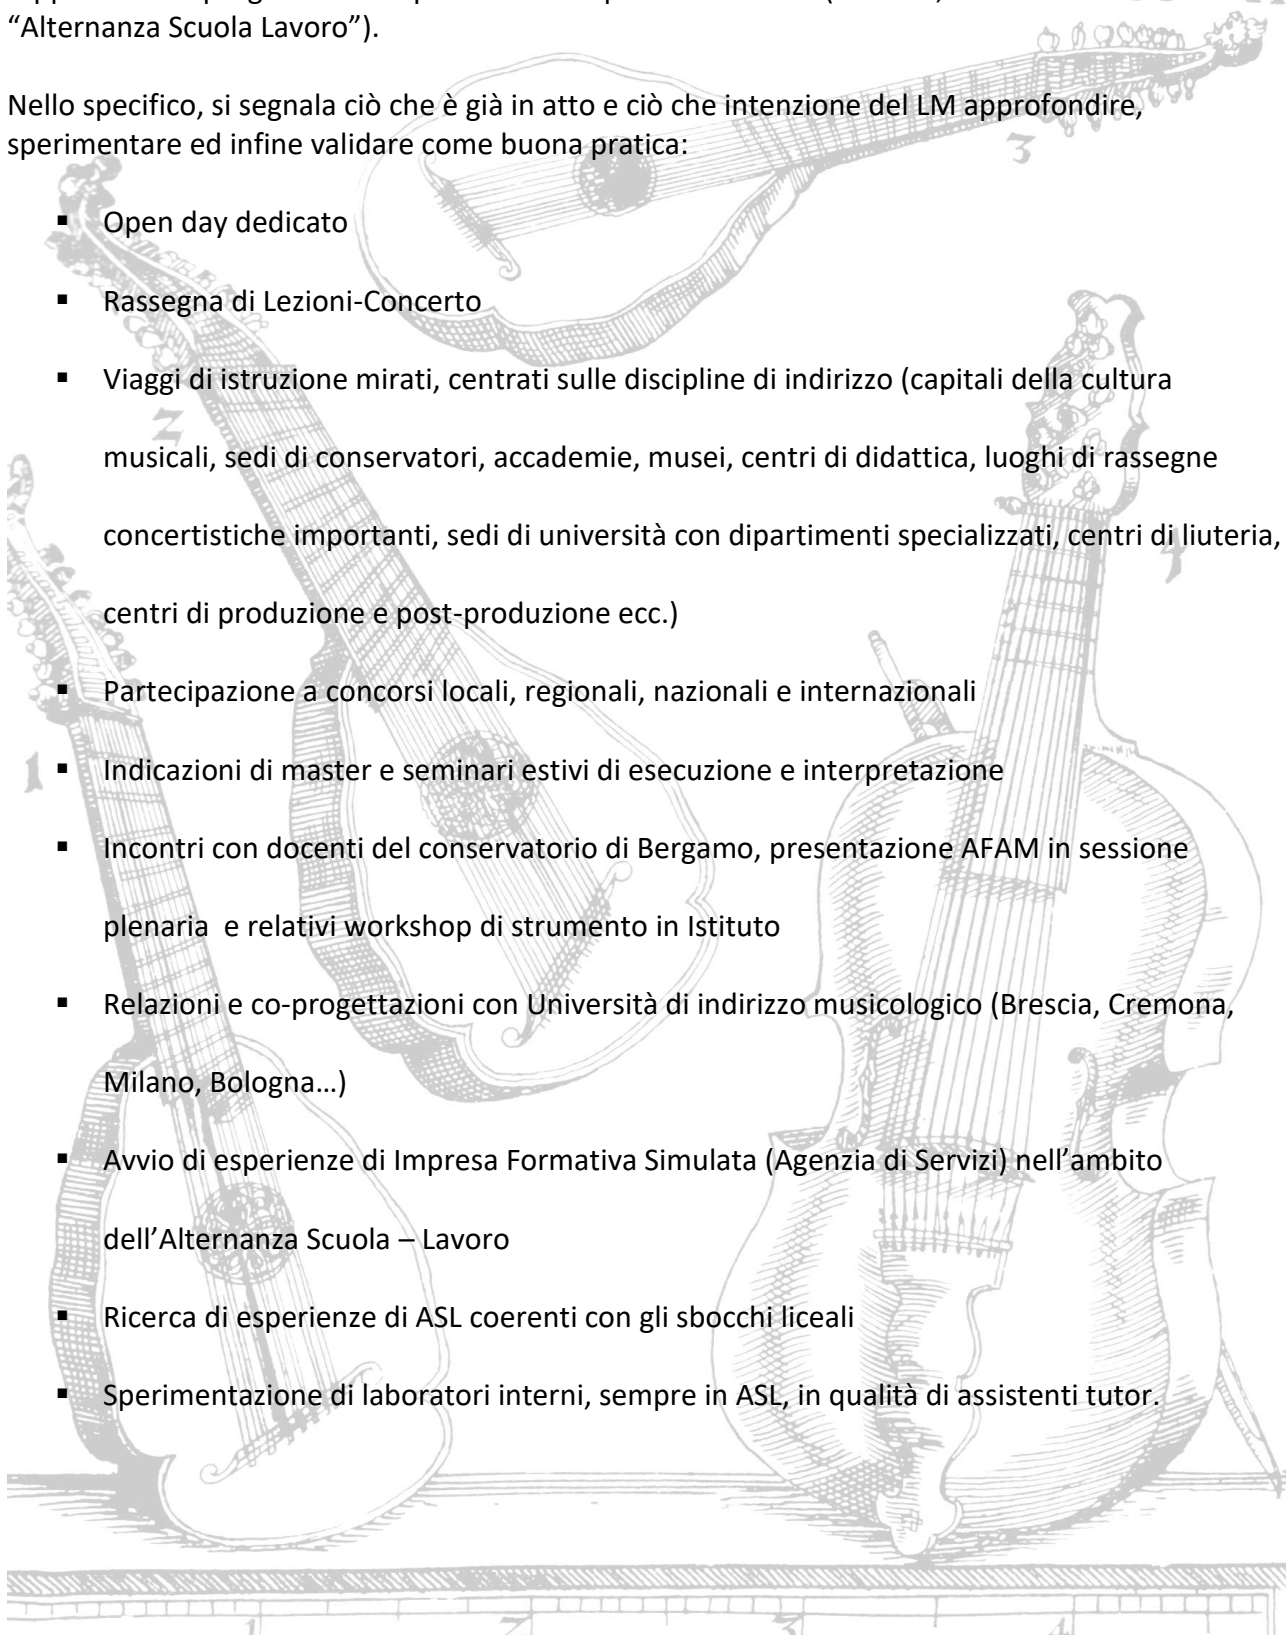 “Alternanza Scuola Lavoro”).
Nello specifico, si segnala ciò che è già in atto e ciò che intenzione del LM approfondire,
sperimentare ed infine validare come buona pratica:
▪ Open day dedicato
▪ Rassegna di Lezioni-Concerto
▪ Viaggi di istruzione mirati, centrati sulle discipline di indirizzo (capitali della cultura
musicali, sedi di conservatori, accademie, musei, centri di didattica, luoghi di rassegne
concertistiche importanti, sedi di università con dipartimenti specializzati, centri di liuteria,
centri di produzione e post-produzione ecc.)
▪ Partecipazione a concorsi locali, regionali, nazionali e internazionali
▪ Indicazioni di master e seminari estivi di esecuzione e interpretazione
▪ Incontri con docenti del conservatorio di Bergamo, presentazione AFAM in sessione
plenaria  e relativi workshop di strumento in Istituto
▪ Relazioni e co-progettazioni con Università di indirizzo musicologico (Brescia, Cremona,
Milano, Bologna…)
▪ Avvio di esperienze di Impresa Formativa Simulata (Agenzia di Servizi) nell’ambito
dell’Alternanza Scuola – Lavoro
▪ Ricerca di esperienze di ASL coerenti con gli sbocchi liceali
▪ Sperimentazione di laboratori interni, sempre in ASL, in qualità di assistenti tutor.
3
2
4
1
1 2 3 4